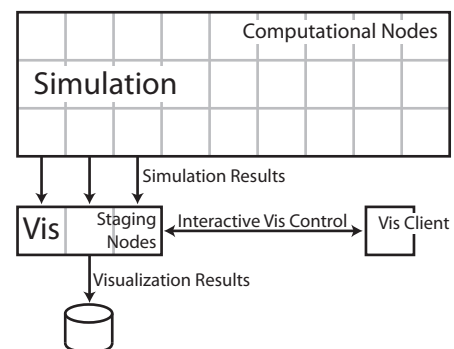 Computational Nodes
Simulation
Simulation Results
Vis
Staging
Nodes
Interactive Vis Control
Vis Client
Visualization Results